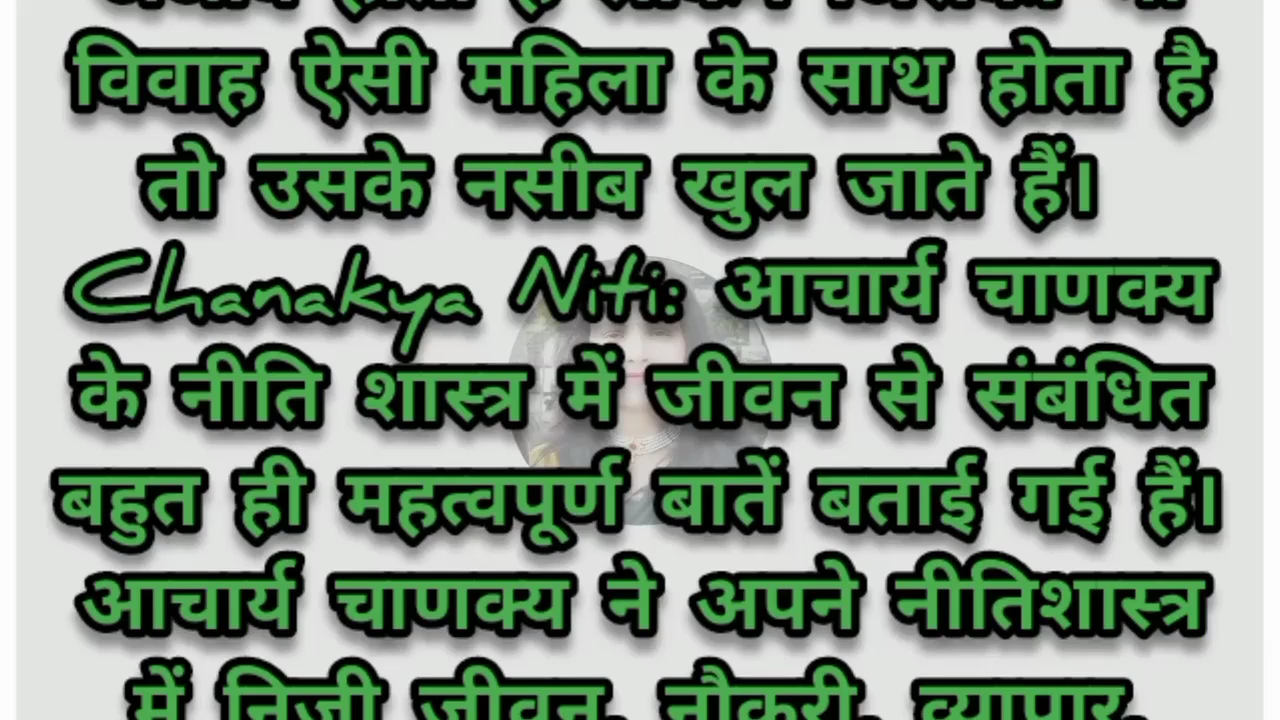 विवाह ऐसी महिला के साथ होता है
तो उसके नसीब खुल जाते हैं।
Chanakya Niti: आचार्य चाणक्य
के नीति शास्त्र में जीवन से संबंधित
बहुत ही महत्वपूर्ण बातें बताई गई हैं।
आचार्य चाणक्य ने अपने नीतिशास्त्र
में निजी जीवन, नौकरी, व्यापार,